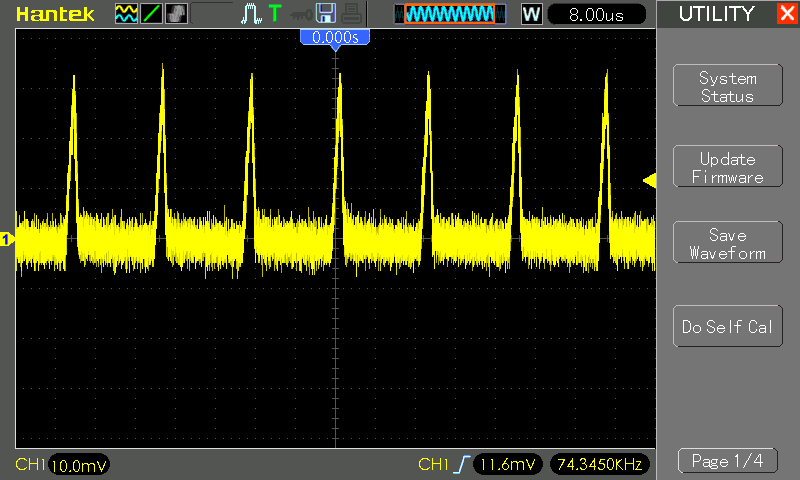 Hantek
T
W
8.00us
UTILITY
X
0.000s
System
Status
Update
Firmware
1
Save
Waveform
Do Self Cal
CH1 10.0mV
CH1
11.6mV
74.3450KHz
Page 1/4